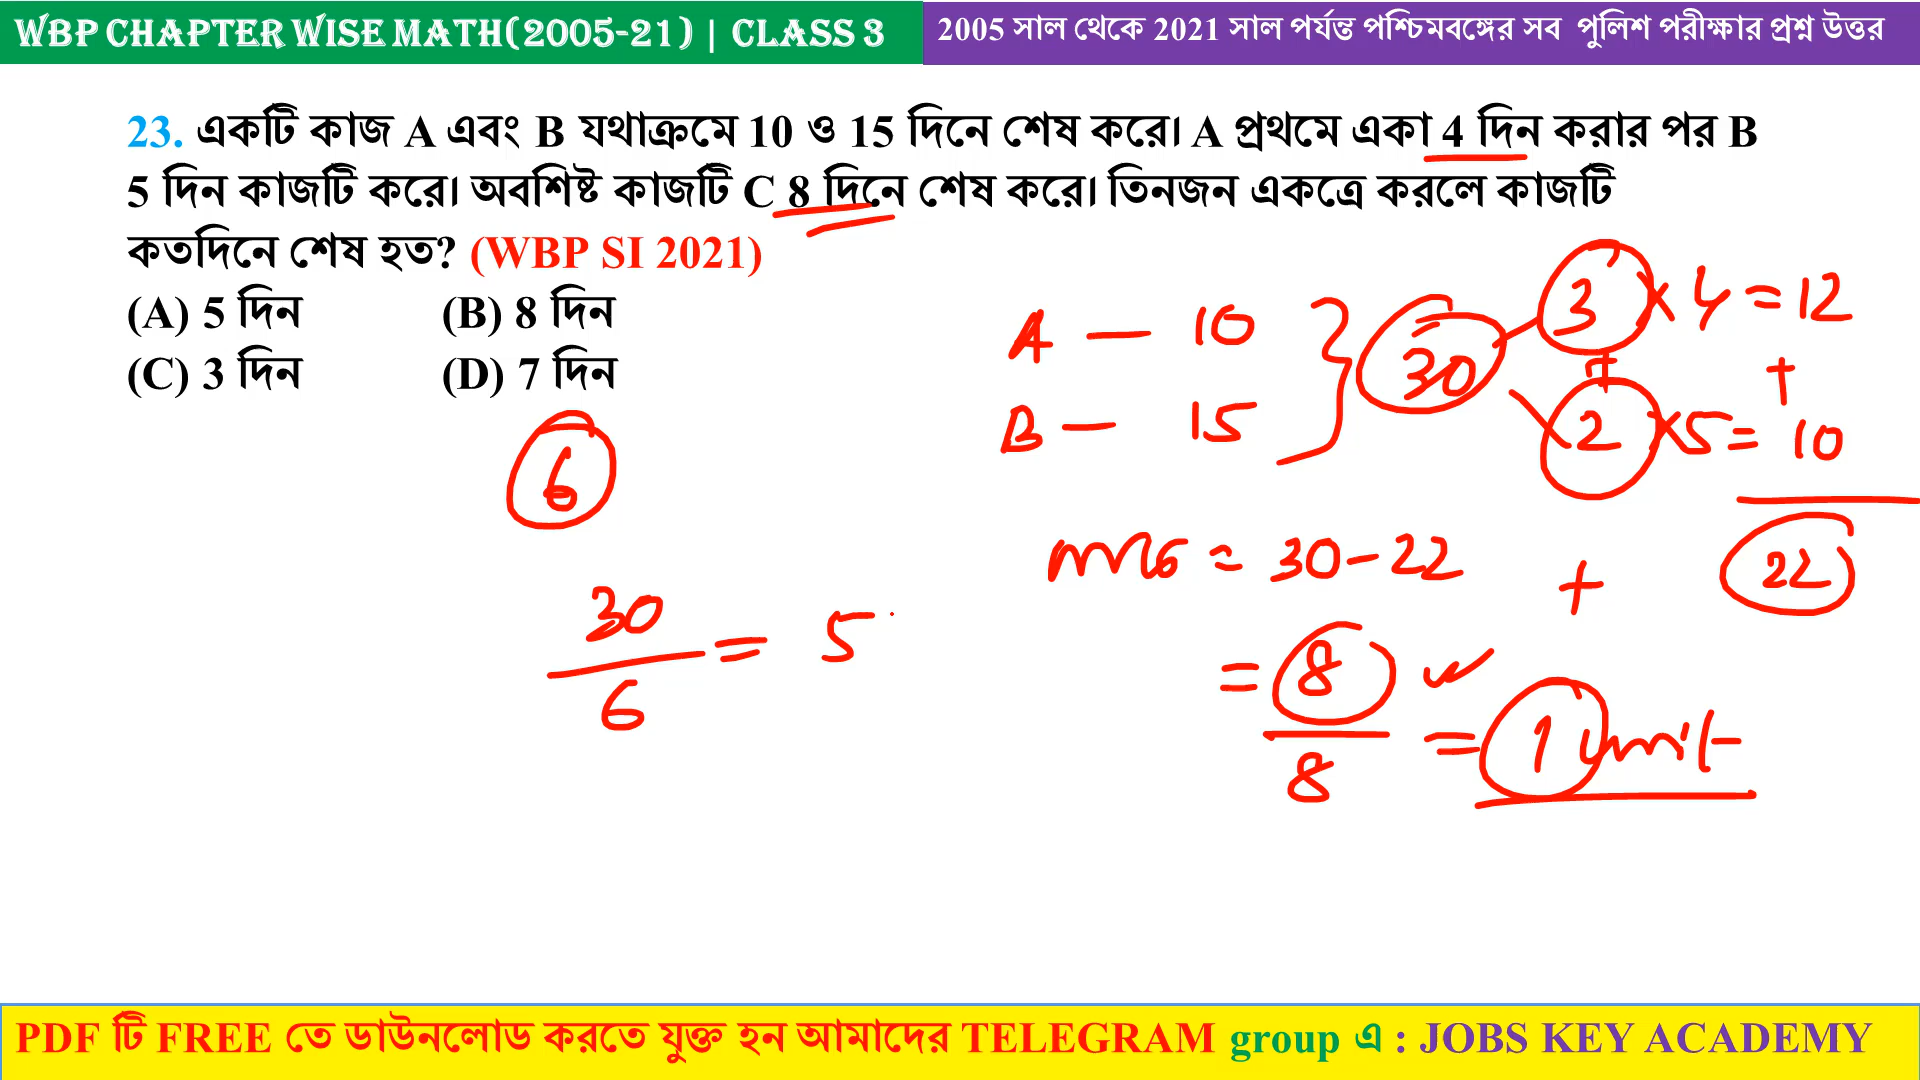 WBP CHAPTER WISE MATH(2005-21) | CLASS 3
2005 সাল থেকে 2021 সাল পর্যন্ত পশ্চিমবঙ্গের সব পুলিশ পরীক্ষার প্রশ্ন উত্তর
23. একটি কাজ A এবং B যথাক্রমে 10 ও 15 দিনে শেষ করে। A প্রথমে একা 4 দিন করার পর B
5 দিন কাজটি করে। অবশিষ্ট কাজটি C 8 দিনে শেষ করে। তিনজন একত্রে করলে কাজটি
কতদিনে শেষ হত? (WBP SI 2021)
(A) 5 দিন (B) 8 দিন
(C) 3 দিন (D) 7 দিন
A — 10 } 30 3 × 4 = 12
+ +
B — 15 2 × 5 = 10
22
= 30 - 22 +
= 8
8 = 1 unit
6
30
6 = 5
PDF টি FREE তে ডাউনলোড করতে যুক্ত হন আমাদের TELEGRAM group এ : JOBS KEY ACADEMY